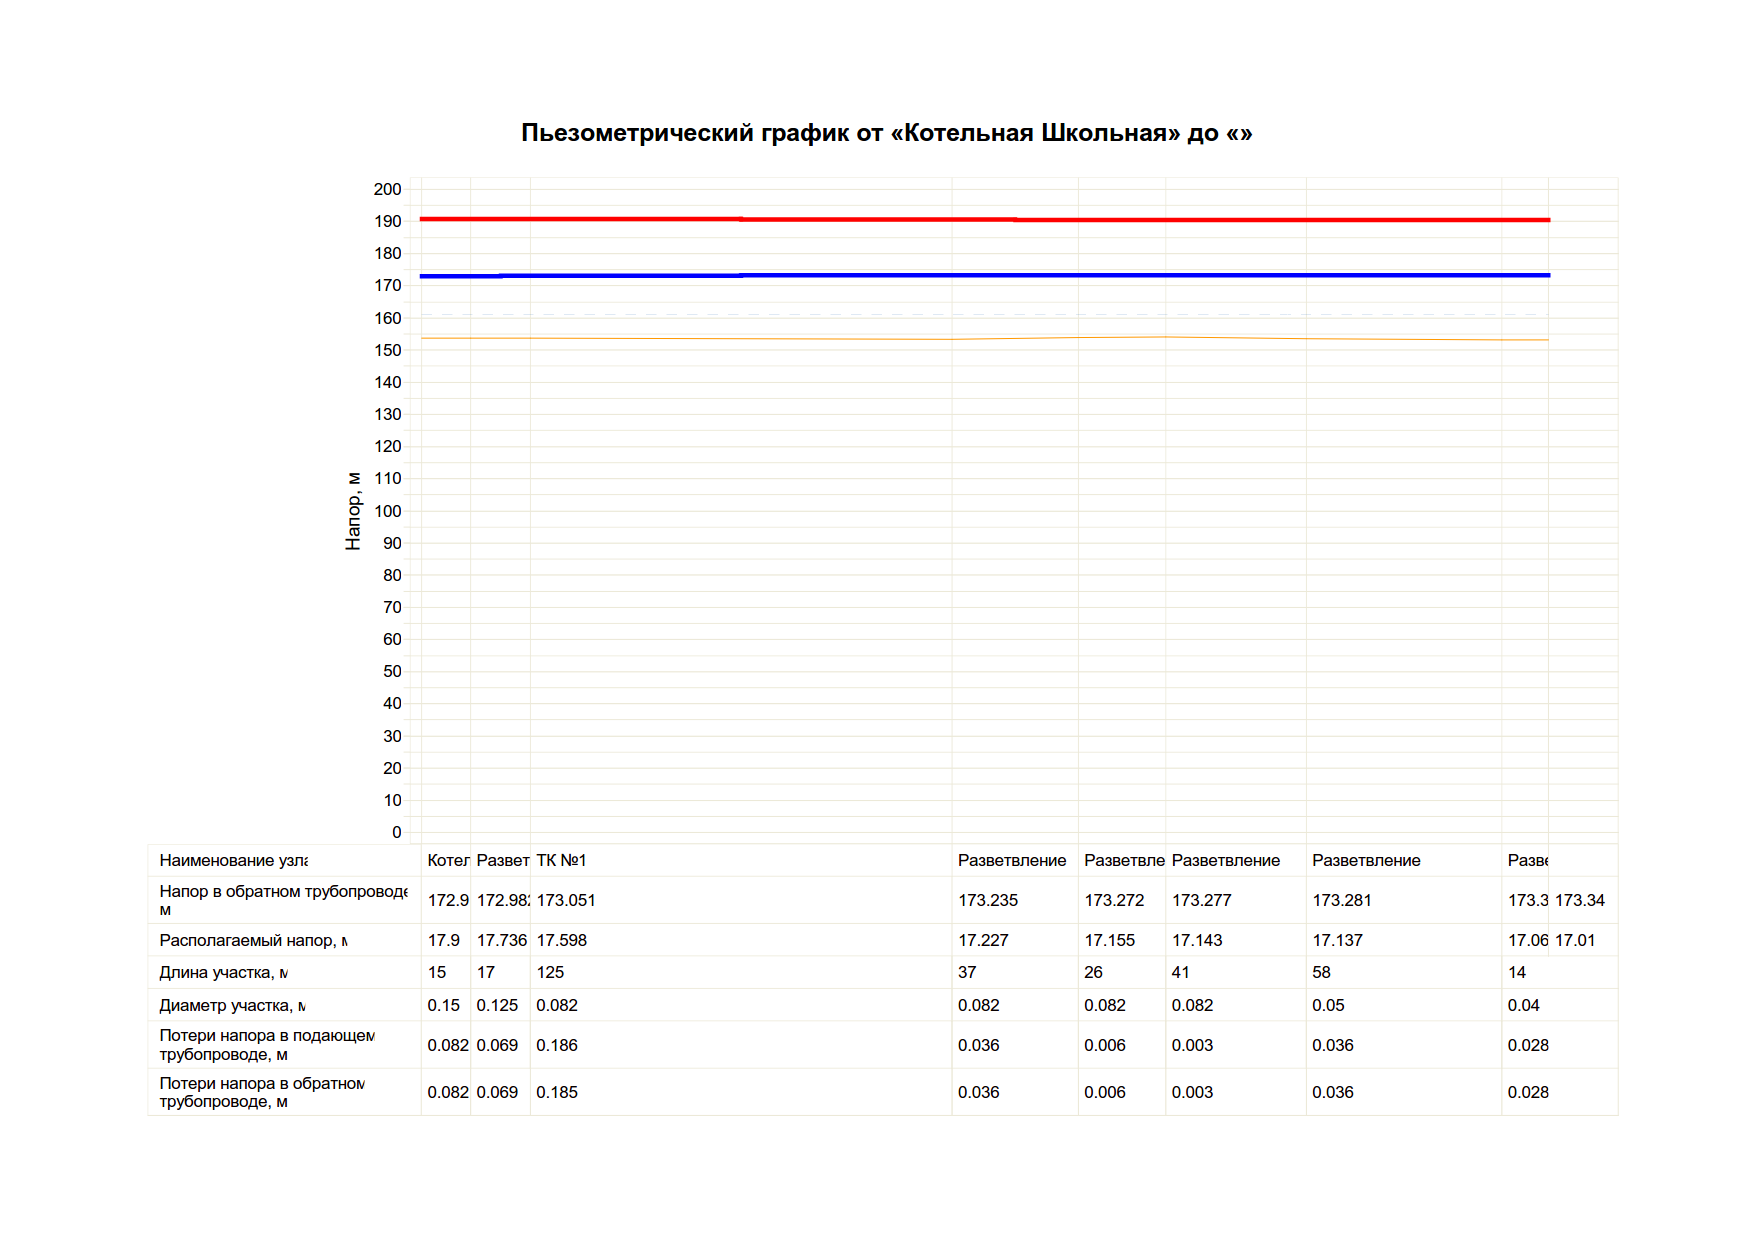 Пьезометрический график от «Котельная Школьная» до «»
200
190
180
170
160
150
140
130
120
110
100
90
80
70
60
50
40
30
20
10
0
Напор, м
Наименование узла Котел Развет ТК №1 Разветвление Разветвле Разветвление Разветвление Разве
Напор в обратном трубопроводе
м 172.9 172.982 173.051 173.235 173.272 173.277 173.281 173.3 173.34
Располагаемый напор, м 17.9 17.736 17.598 17.227 17.155 17.143 17.137 17.06 17.01
Длина участка, м 15 17 125 37 26 41 58 14
Диаметр участка, м 0.15 0.125 0.082 0.082 0.082 0.082 0.05 0.04
Потери напора в подающем
трубопроводе, м 0.082 0.069 0.186 0.036 0.006 0.003 0.036 0.028
Потери напора в обратном
трубопроводе, м 0.082 0.069 0.185 0.036 0.006 0.003 0.036 0.028